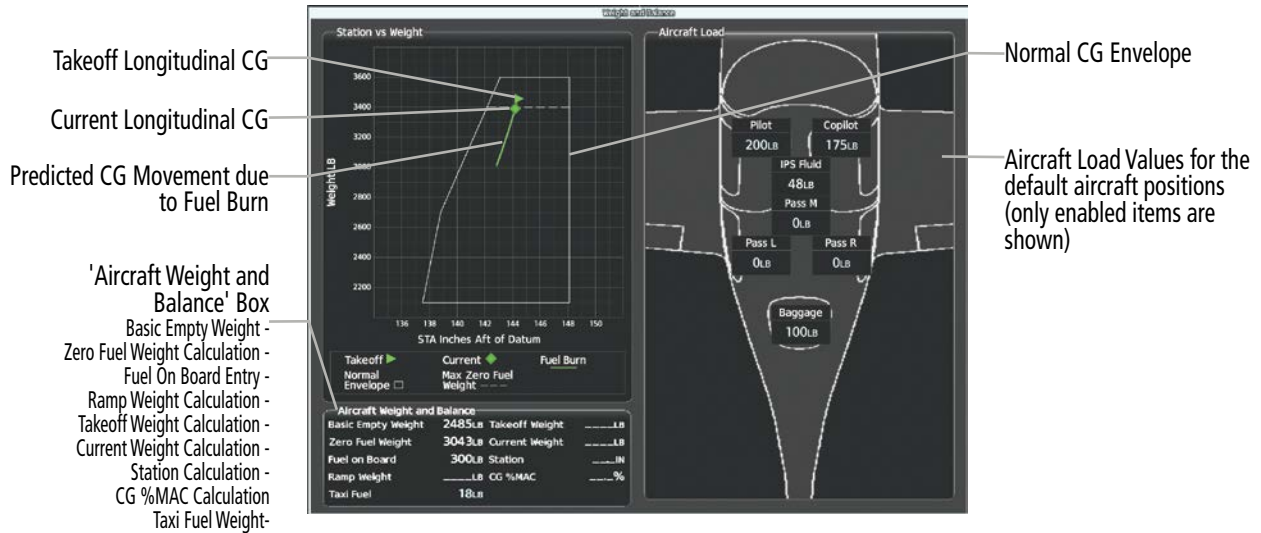 Weight and Balance
Takeoff Longitudinal CG
Current Longitudinal CG
Predicted CG Movement due
to Fuel Burn
'Aircraft Weight and
Balance' Box
Basic Empty Weight -
Zero Fuel Weight Calculation -
Fuel On Board Entry -
Ramp Weight Calculation -
Takeoff Weight Calculation -
Current Weight Calculation -
Station Calculation -
CG %MAC Calculation
Taxi Fuel Weight-
Station vs Weight
Weight LB
3600
3400
3200
3000
2800
2600
2400
2200
136 138 140 142 144 146 148 150
STA Inches Aft of Datum
Takeoff Current Fuel Burn
Normal Envelope
Max Zero Fuel Weight ---
Aircraft Weight and Balance
Basic Empty Weight 2485LB Takeoff Weight ____LB
Zero Fuel Weight 3043LB Current Weight ____LB
Fuel on Board 300LB Station ___._IN
Ramp Weight ____LB CG %MAC __._%
Taxi Fuel 18LB
Aircraft Load
Pilot
200LB
Copilot
175LB
IPS Fluid
48LB
Pass M
0LB
Pass L
0LB
Pass R
0LB
Baggage
100LB
Normal CG Envelope
Aircraft Load Values for the
default aircraft positions
(only enabled items are
shown)